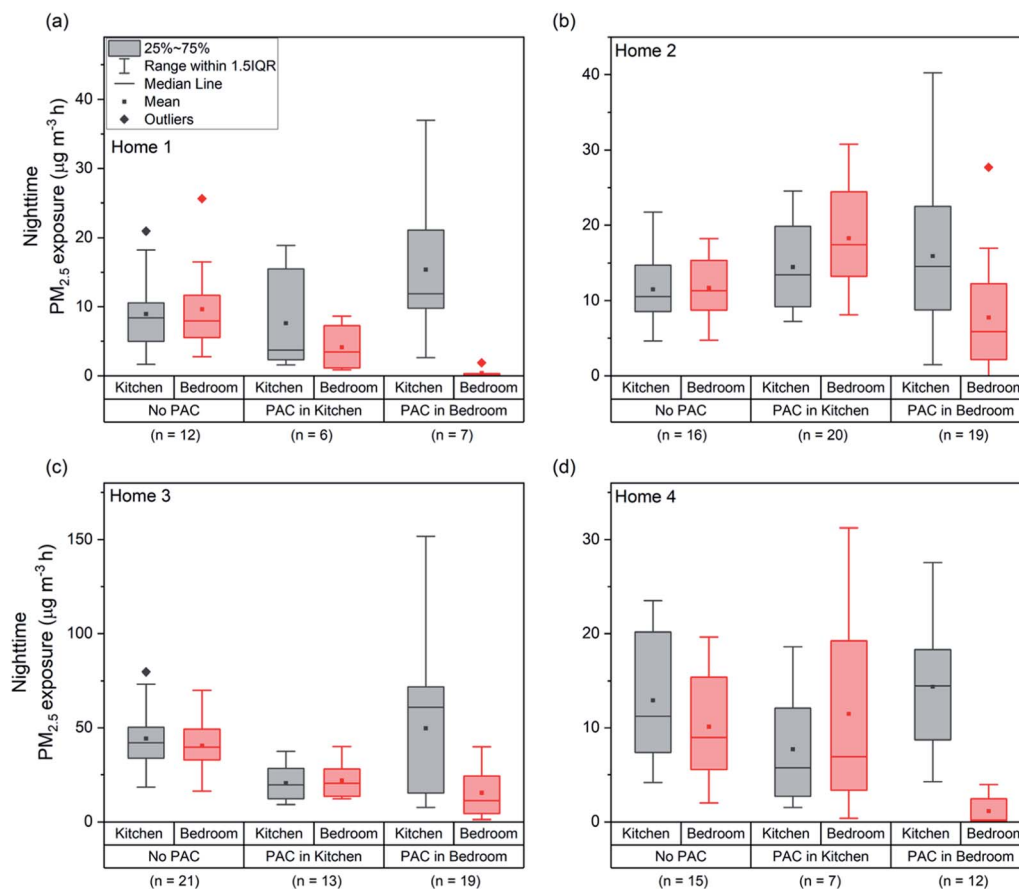 (a)
25%~75%
Range within 1.5IQR
Median Line
Mean
Outliers
Home 1
Nighttime
PM2.5 exposure (µg m-3 h)
40
30
20
10
0
Kitchen Bedroom Kitchen Bedroom Kitchen Bedroom
No PAC PAC in Kitchen PAC in Bedroom
(n = 12) (n = 6) (n = 7)
(b)
Home 2
40
30
20
10
0
Kitchen Bedroom Kitchen Bedroom Kitchen Bedroom
No PAC PAC in Kitchen PAC in Bedroom
(n = 16) (n = 20) (n = 19)
(c)
Home 3
Nighttime
PM2.5 exposure (µg m-3 h)
150
100
50
0
Kitchen Bedroom Kitchen Bedroom Kitchen Bedroom
No PAC PAC in Kitchen PAC in Bedroom
(n = 21) (n = 13) (n = 19)
(d)
Home 4
30
20
10
0
Kitchen Bedroom Kitchen Bedroom Kitchen Bedroom
No PAC PAC in Kitchen PAC in Bedroom
(n = 15) (n = 7) (n = 12)